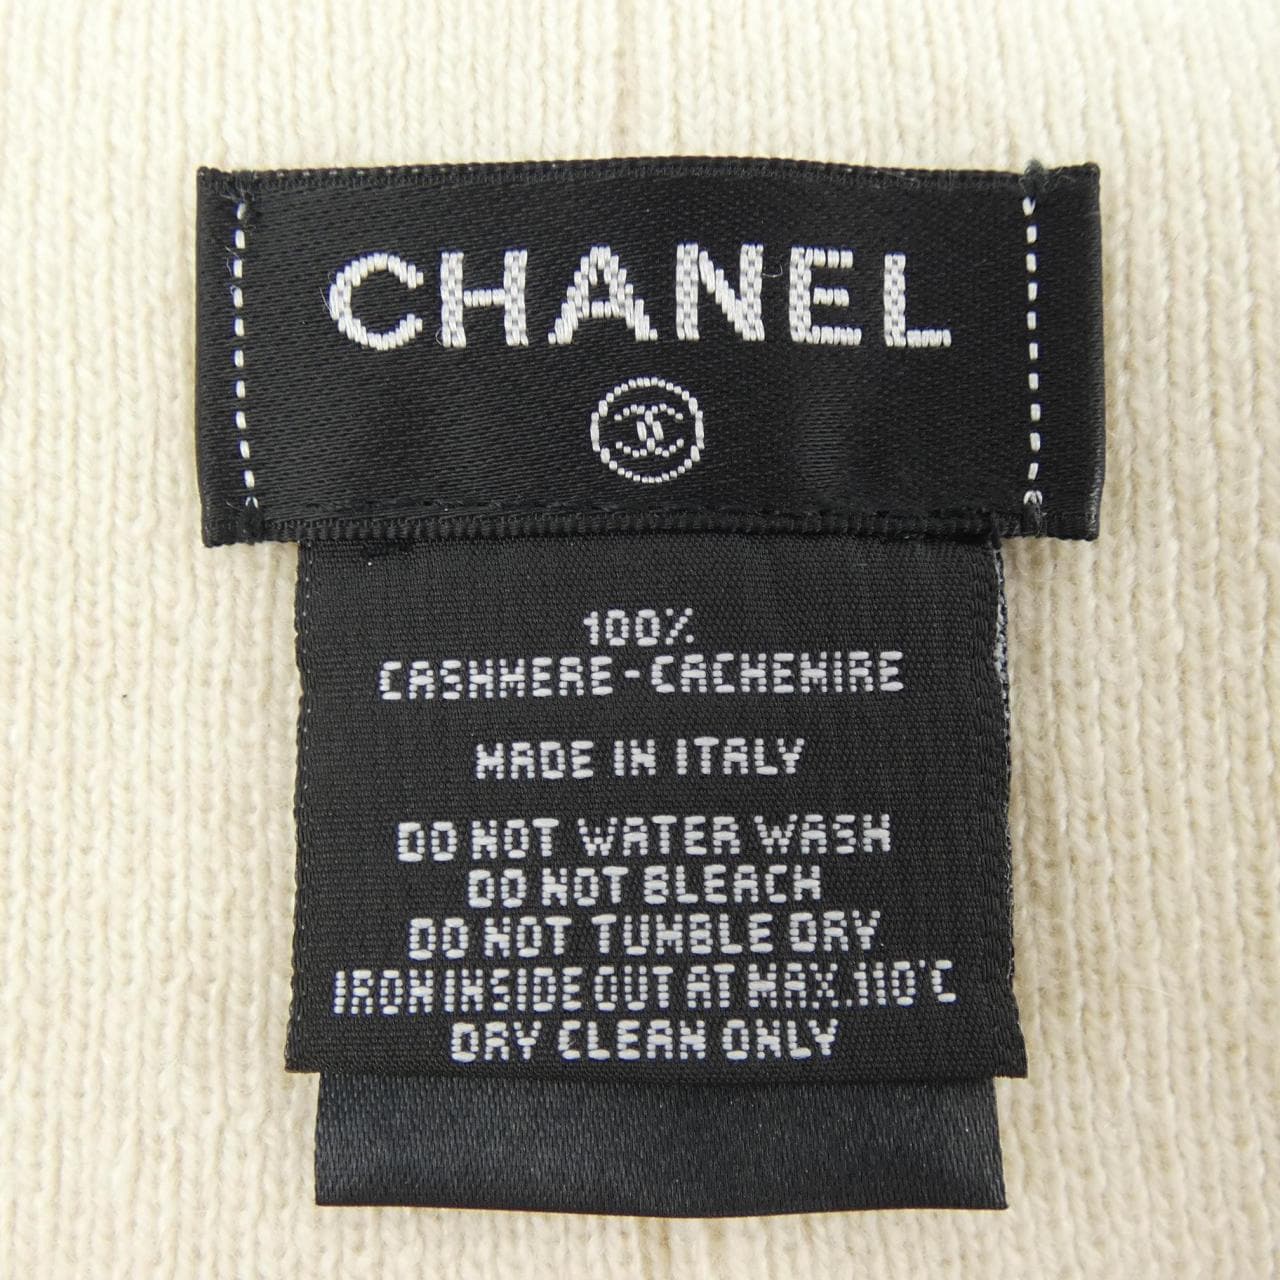 CHANEL
100%
CASHMERE-CACHEMIRE
MADE IN ITALY
DO NOT WATER WASH
DO NOT BLEACH
DO NOT TUMBLE DRY
IRON INSIDE OUT AT MAX.110°C
DRY CLEAN ONLY